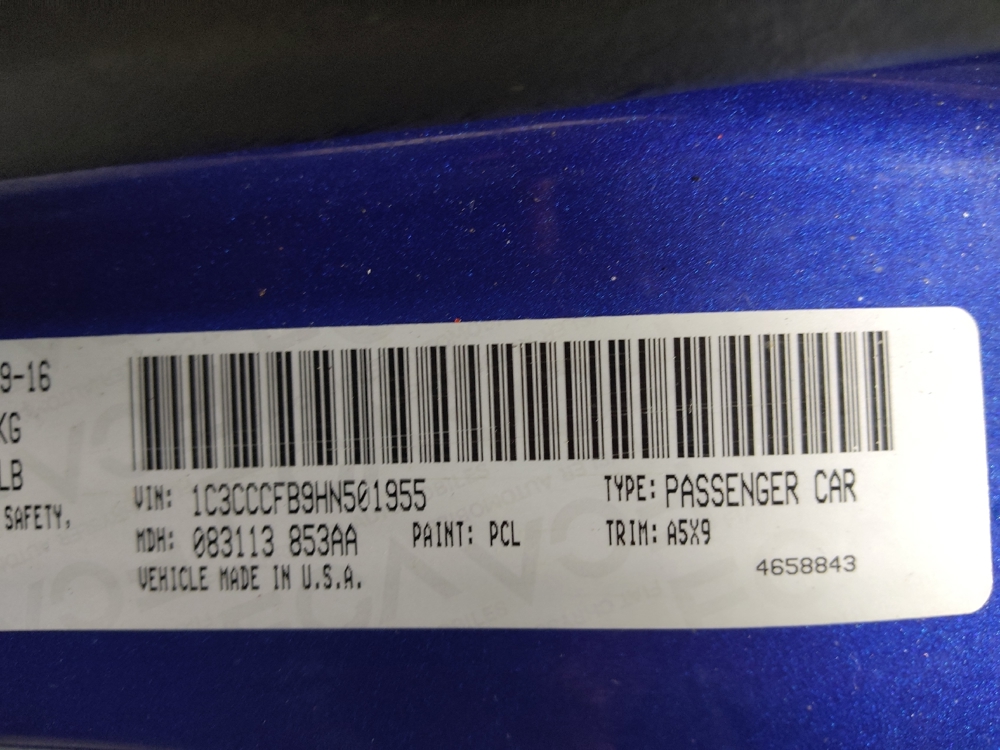 9-16
KG
LB
SAFETY,
VIN: 1C3CCCFB9HN501955 TYPE: PASSENGER CAR
MDH: 083113 853AA PAINT: PCL TRIM: A5X9
VEHICLE MADE IN U.S.A. 4658843